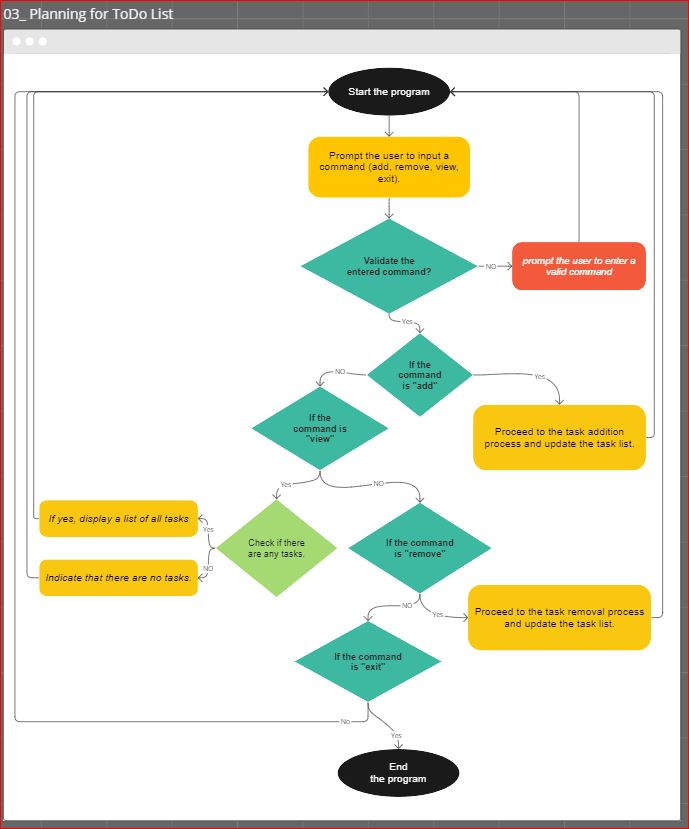 03_ Planning for ToDo List
Start the program
Prompt the user to input a
command (add, remove, view,
exit).
Validate the
entered command?
NO
prompt the user to enter a
valid command
Yes
If the
command
is "add"
NO
Yes
If the
command is
"view"
Proceed to the task addition
process and update the task list.
Yes
NO
If yes, display a list of all tasks
Yes
Check if there
are any tasks.
If the command
is "remove"
NO
Indicate that there are no tasks.
NO
Yes
Proceed to the task removal process
and update the task list.
If the command
is "exit"
No
Yes
End
the program